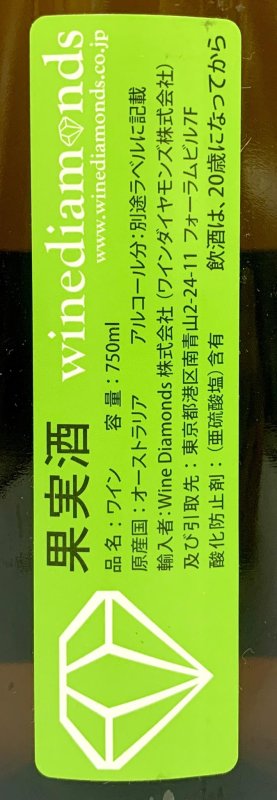 果実酒 winediamonds
www.winediamonds.co.jp
品名：ワイン 容量：750ml
原産国：オーストラリア アルコール分：別途ラベルに記載
輸入者：Wine Diamonds 株式会社 (ワインダイヤモンズ株式会社)
及び引取先：東京都港区南青山2-24-11 フォーラムビル7F
酸化防止剤：(亜硫酸塩)含有 飲酒は、20歳になってから